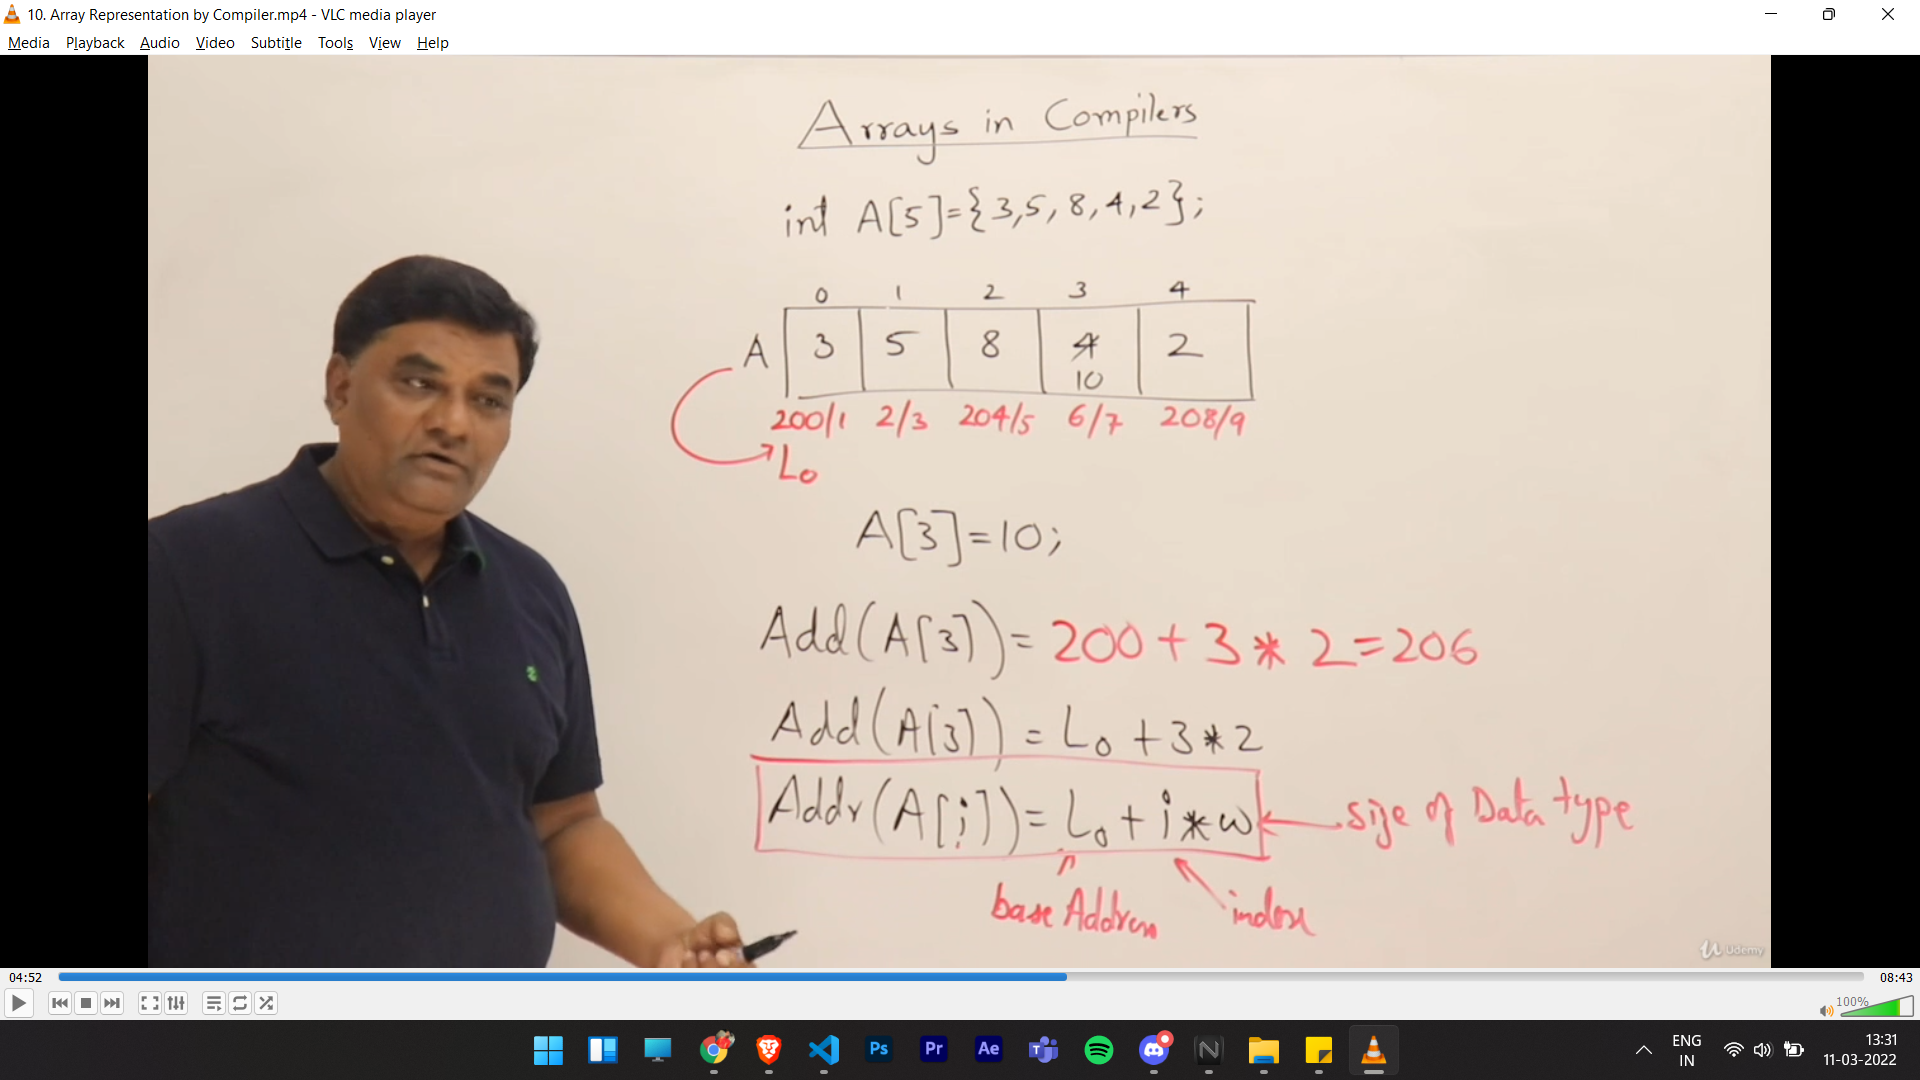 10. Array Representation by Compiler.mp4 - VLC media player
Media Playback Audio Video Subtitle Tools View Help
Arrays in Compilers
int A[5]={3,5,8,4,2};
0 1 2 3 4
A 3 5 8 4 2
10
200/1 2/3 204/5 6/7 208/9
L0
A[3]=10;
Add(A[3])= 200+3*2=206
Add(A[3]) = L0 +3*2
Addr(A[i])= L0 + i*w size of Data type
base Address index
Udemy
04:52 08:43
100%
Ps Pr Ae
ENG 13:31
IN 11-03-2022